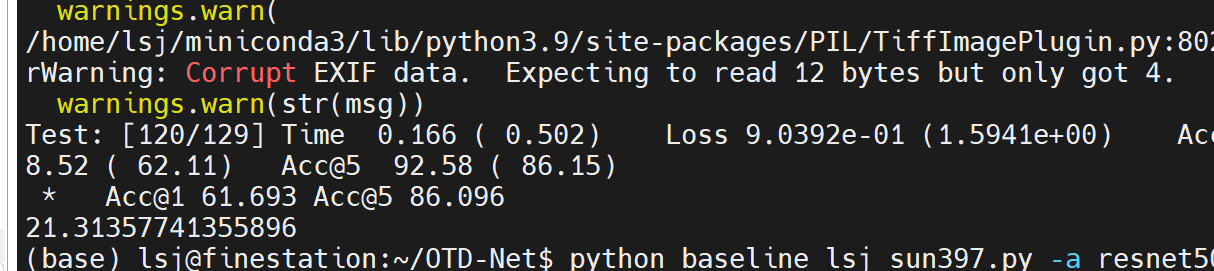 warnings.warn(
/home/lsj/miniconda3/lib/python3.9/site-packages/PIL/TiffImagePlugin.py:802
rWarning: Corrupt EXIF data.  Expecting to read 12 bytes but only got 4.
warnings.warn(str(msg))
Test: [120/129] Time  0.166 ( 0.502)    Loss 9.0392e-01 (1.5941e+00)    Acc
8.52 ( 62.11)   Acc@5  92.58 ( 86.15)
*   Acc@1 61.693 Acc@5 86.096
21.31357741355896
(base) lsj@finestation:~/OTD-Net$ python baseline_lsj_sun397.py -a resnet50